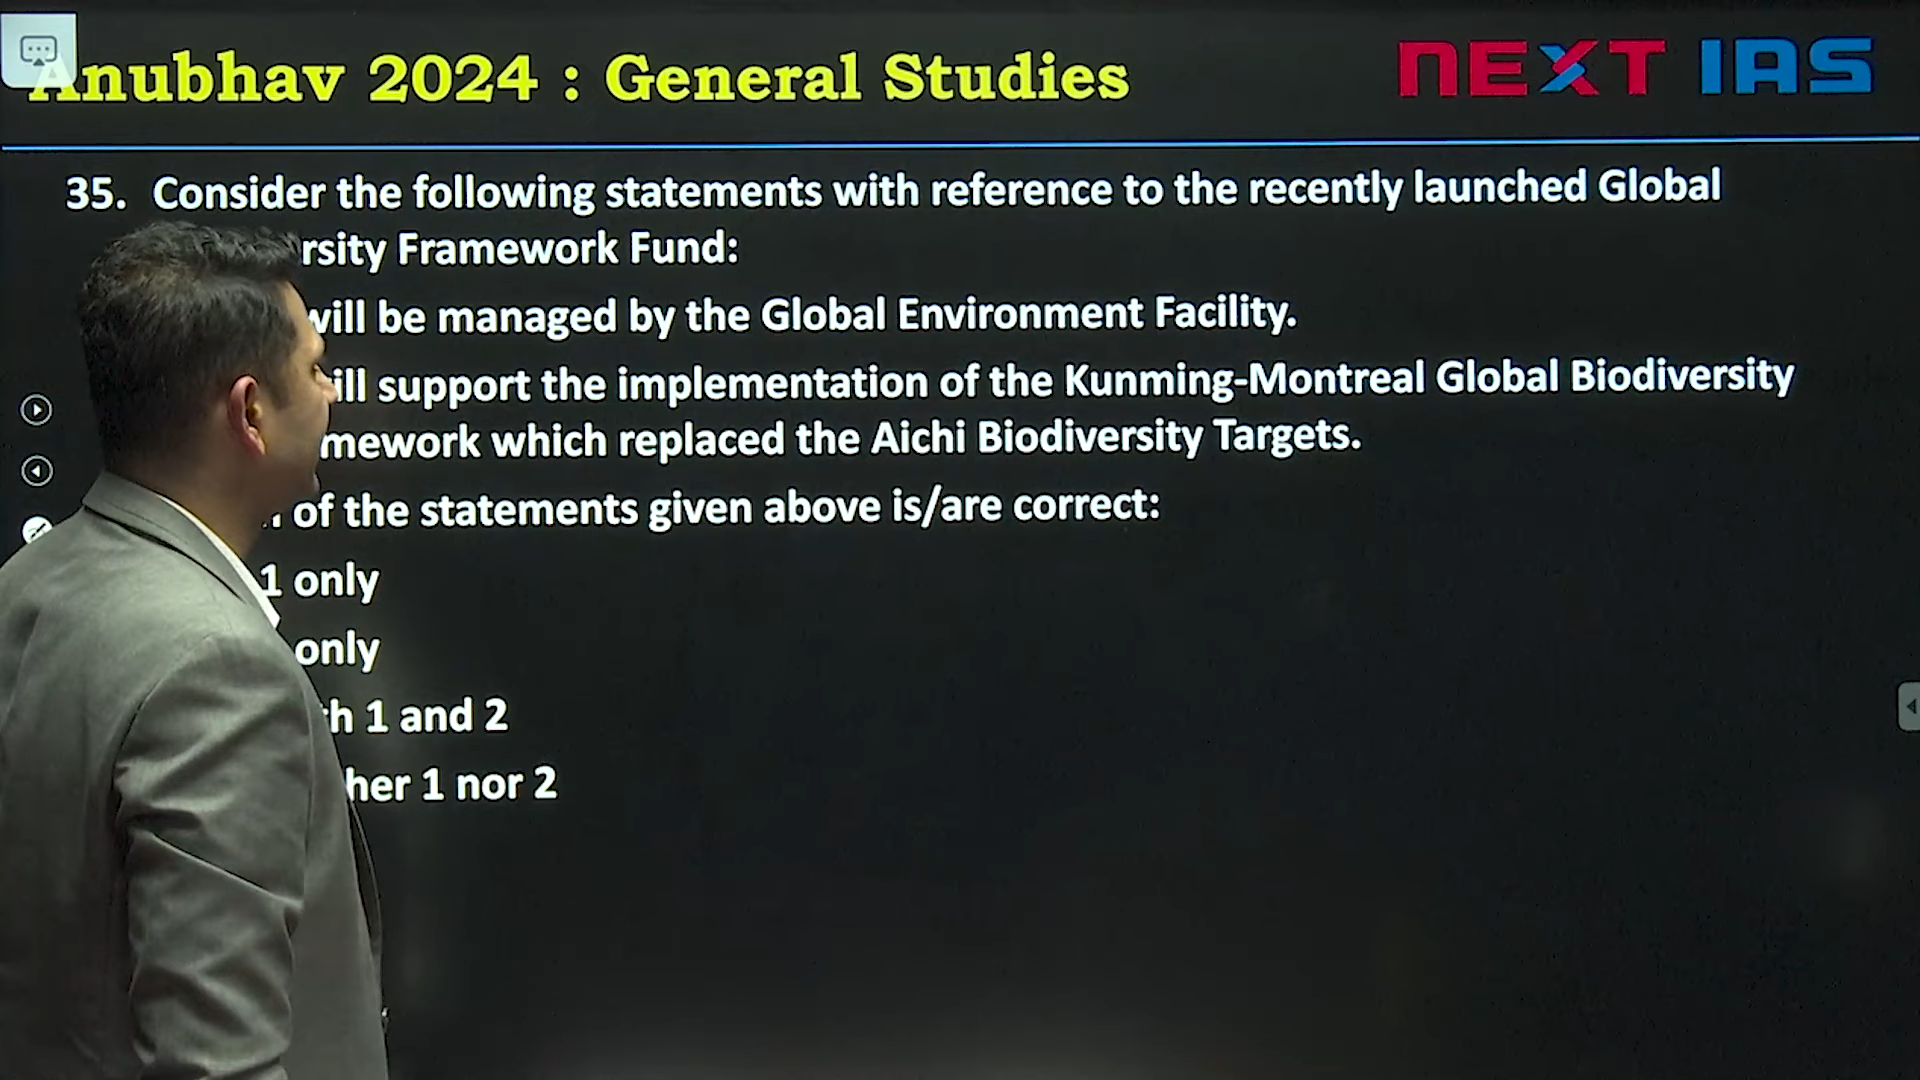 Anubhav 2024 : General Studies
NEXT IAS
35. Consider the following statements with reference to the recently launched Global
rsity Framework Fund:
will be managed by the Global Environment Facility.
ill support the implementation of the Kunming-Montreal Global Biodiversity
mework which replaced the Aichi Biodiversity Targets.
of the statements given above is/are correct:
1 only
only
h 1 and 2
her 1 nor 2